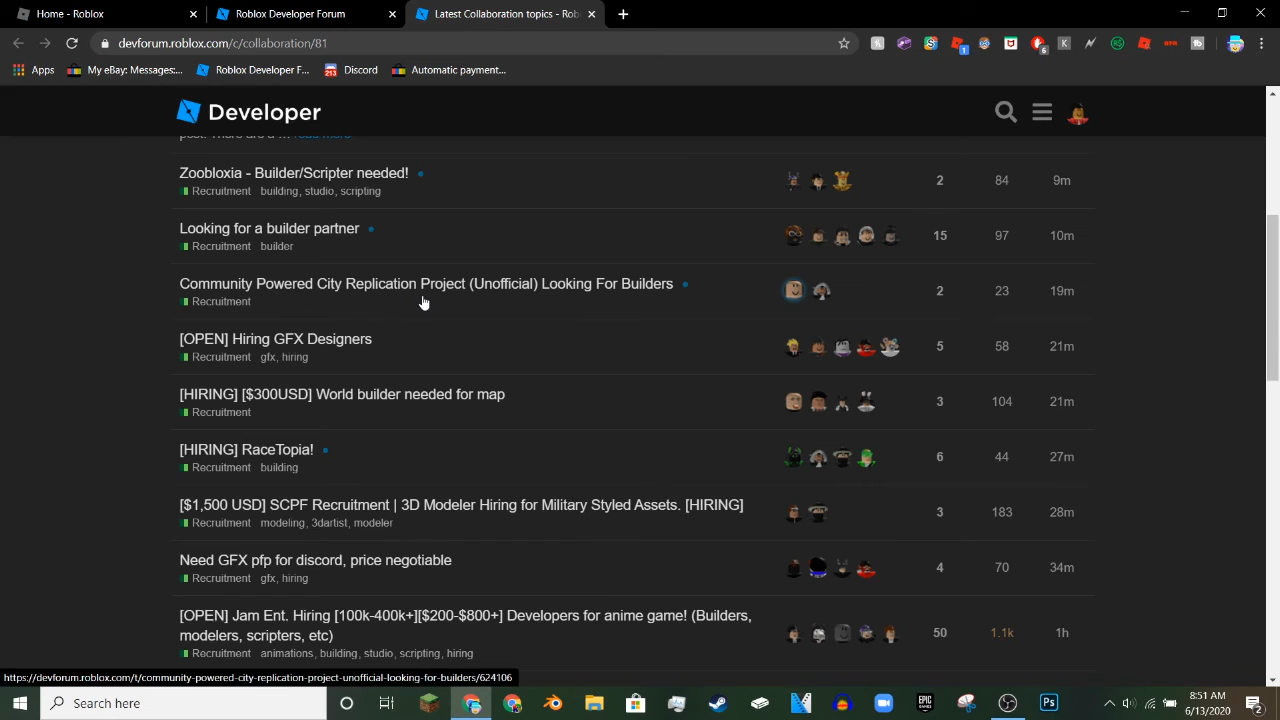 Home - Roblox
Roblox Developer Forum
Latest Collaboration topics - Rob
devforum.roblox.com/c/collaboration/81
Apps
My eBay: Messages:...
Roblox Developer F...
213
Discord
Automatic payment...
1
6
Developer
Zoobloxia - Builder/Scripter needed!
Recruitment building, studio, scripting
2 84 9m
Looking for a builder partner
Recruitment builder
15 97 10m
Community Powered City Replication Project (Unofficial) Looking For Builders
Recruitment
2 23 19m
[OPEN] Hiring GFX Designers
Recruitment gfx, hiring
5 58 21m
[HIRING] [$300USD] World builder needed for map
Recruitment
3 104 21m
[HIRING] RaceTopia!
Recruitment building
6 44 27m
[$1,500 USD] SCPF Recruitment | 3D Modeler Hiring for Military Styled Assets. [HIRING]
Recruitment modeling, 3dartist, modeler
3 183 28m
Need GFX pfp for discord, price negotiable
Recruitment gfx, hiring
4 70 34m
[OPEN] Jam Ent. Hiring [100k-400k+][$200-$800+] Developers for anime game! (Builders,
modelers, scripters, etc)
Recruitment animations, building, studio, scripting, hiring
50 1.1k 1h
https://devforum.roblox.com/t/community-powered-city-replication-project-unofficial-looking-for-builders/624106
Search here
8:51 AM
6/13/2020
2